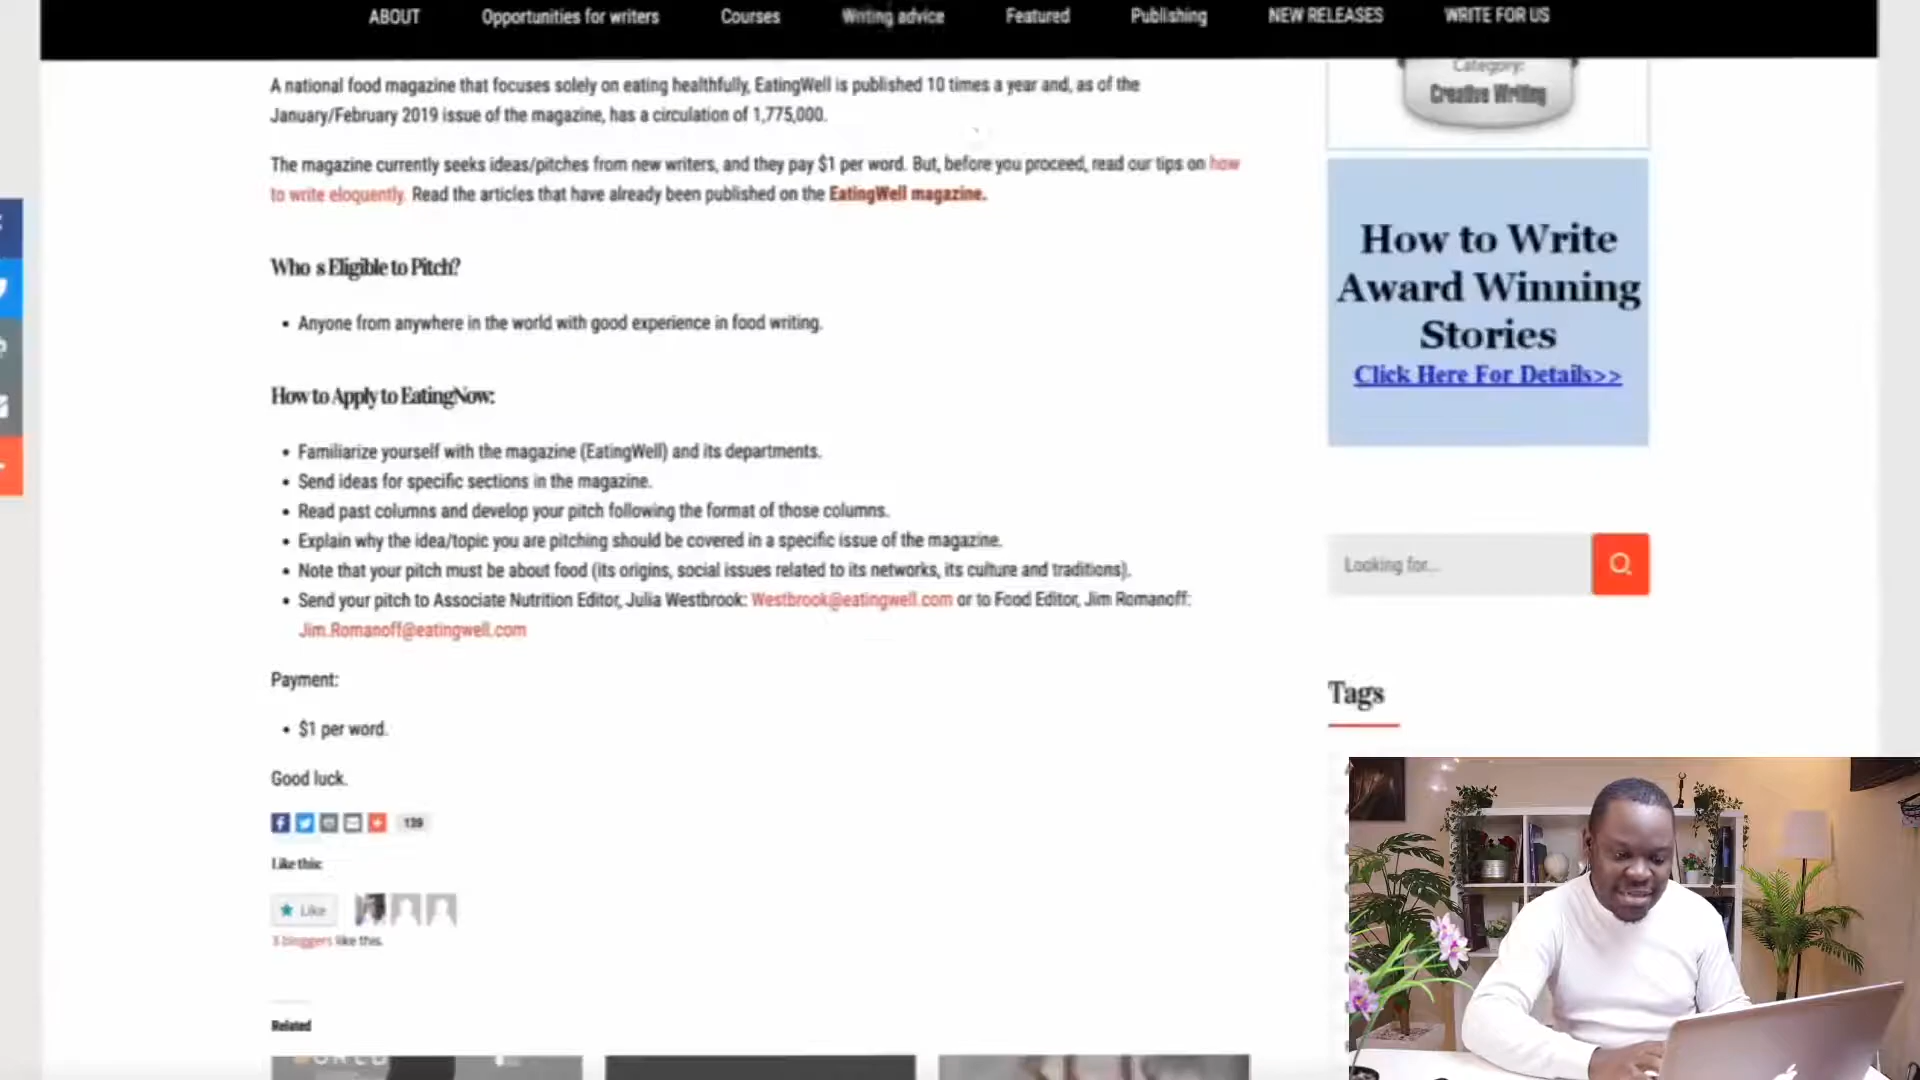 ABOUT Opportunities for writers Courses Writing advice Featured Publishing NEW RELEASES WRITE FOR US
A national food magazine that focuses solely on eating healthfully, EatingWell is published 10 times a year and, as of the
January/February 2019 issue of the magazine, has a circulation of 1,775,000.
The magazine currently seeks ideas/pitches from new writers, and they pay $1 per word. But, before you proceed, read our tips on how
to write eloquently. Read the articles that have already been published on the EatingWell magazine.
Who s Eligible to Pitch?
• Anyone from anywhere in the world with good experience in food writing.
How to Apply to EatingNow:
• Familiarize yourself with the magazine (EatingWell) and its departments.
• Send ideas for specific sections in the magazine.
• Read past columns and develop your pitch following the format of those columns.
• Explain why the idea/topic you are pitching should be covered in a specific issue of the magazine.
• Note that your pitch must be about food (its origins, social issues related to its networks, its culture and traditions).
• Send your pitch to Associate Nutrition Editor, Julia Westbrook: Westbrook@eatingwell.com or to Food Editor, Jim Romanoff:
Jim.Romanoff@eatingwell.com
Payment:
• $1 per word.
Good luck.
139
Like this:
Like
3 bloggers like this.
Related
Category:
Creative Writing
How to Write
Award Winning
Stories
Click Here For Details>>
Looking for...
Tags